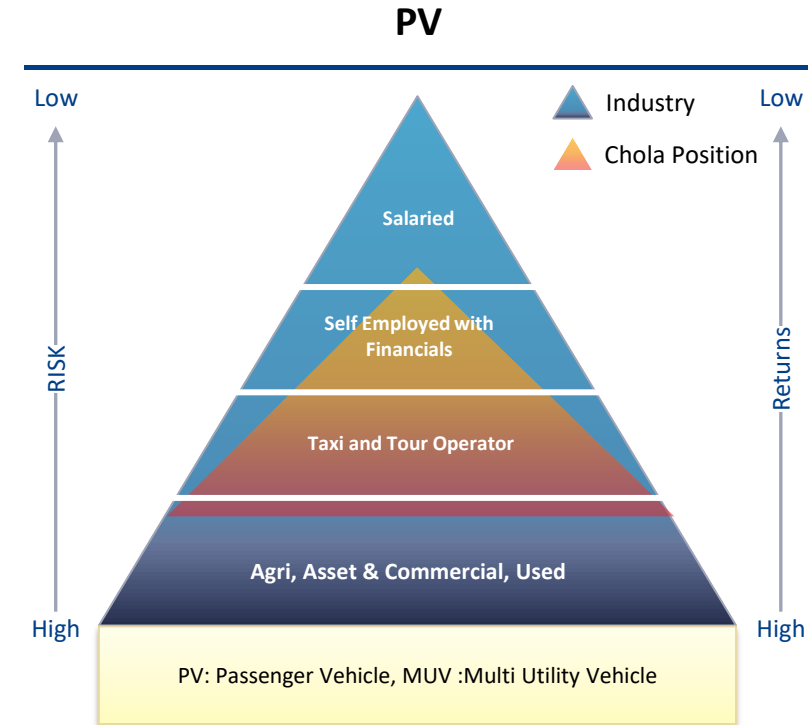 PV
Low
Industry
Low
Chola Position
Salaried
Self Employed with
Financials
RISK
Returns
Taxi and Tour Operator
Agri, Asset & Commercial, Used
High
High
PV: Passenger Vehicle, MUV :Multi Utility Vehicle